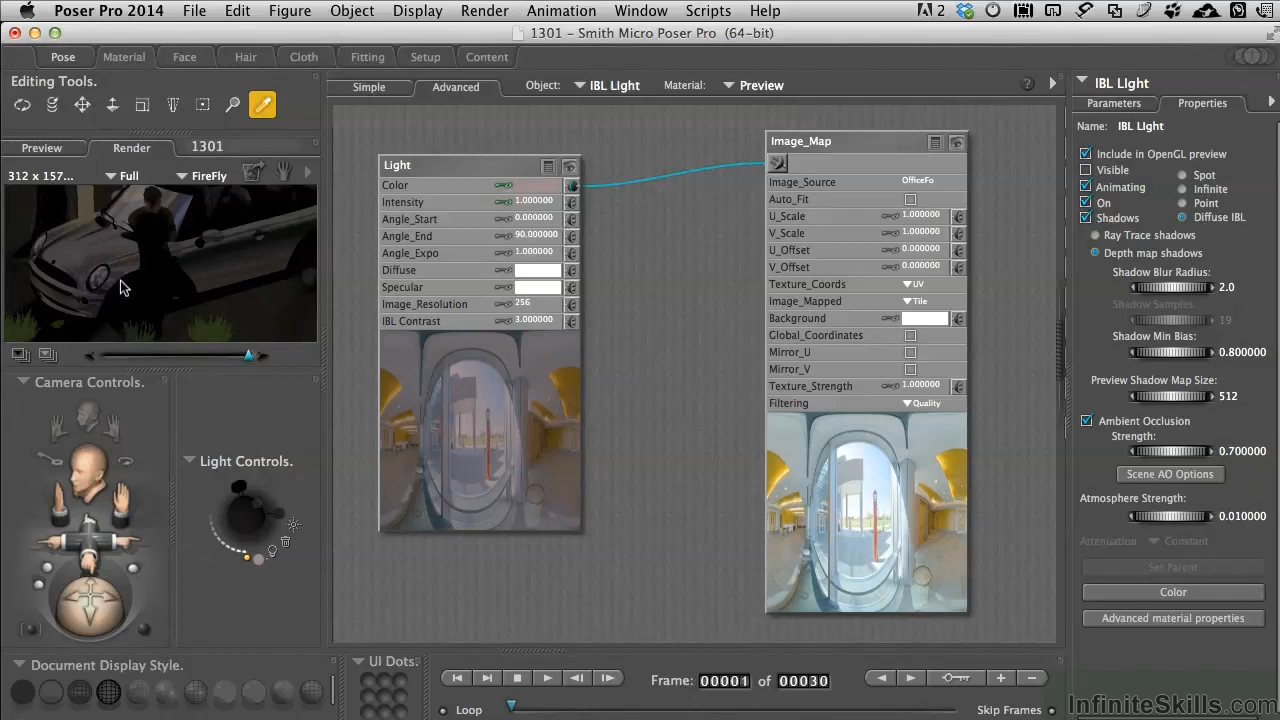 Poser Pro 2014 File Edit Figure Object Display Render Animation Window Scripts Help 2
1301 - Smith Micro Poser Pro (64-bit)
Pose Material Face Hair Cloth Fitting Setup Content
Editing Tools.
Preview Render 1301
312 x 157... Full FireFly
Camera Controls.
Light Controls.
Document Display Style.
Simple Advanced Object: IBL LIght Material: Preview
Light
Color
Intensity 1.000000
Angle_Start 0.000000
Angle_End 90.000000
Angle_Expo 1.000000
Diffuse
Specular
Image_Resolution 256
IBL Contrast 3.000000
Image_Map
Image_Source OfficeFo
Auto_Fit
U_Scale 1.000000
V_Scale 1.000000
U_Offset 0.000000
V_Offset 0.000000
Texture_Coords UV
Image_Mapped Tile
Background
Global_Coordinates
Mirror_U
Mirror_V
Texture_Strength 1.000000
Filtering Quality
UI Dots.
Loop
Frame: 00001 of 00030
Skip Frames
IBL LIght
Parameters Properties
Name: IBL LIght
Include in OpenGL preview
Visible Spot
Animating Infinite
On Point
Shadows Diffuse IBL
Ray Trace shadows
Depth map shadows
Shadow Blur Radius:
2.0
Shadow Samples:
19
Shadow Min Bias:
0.800000
Preview Shadow Map Size:
512
Ambient Occlusion
Strength:
0.700000
Scene AO Options
Atmosphere Strength:
0.010000
Attenuation Constant
Set Parent
Color
Advanced material properties
InfiniteSkills.com